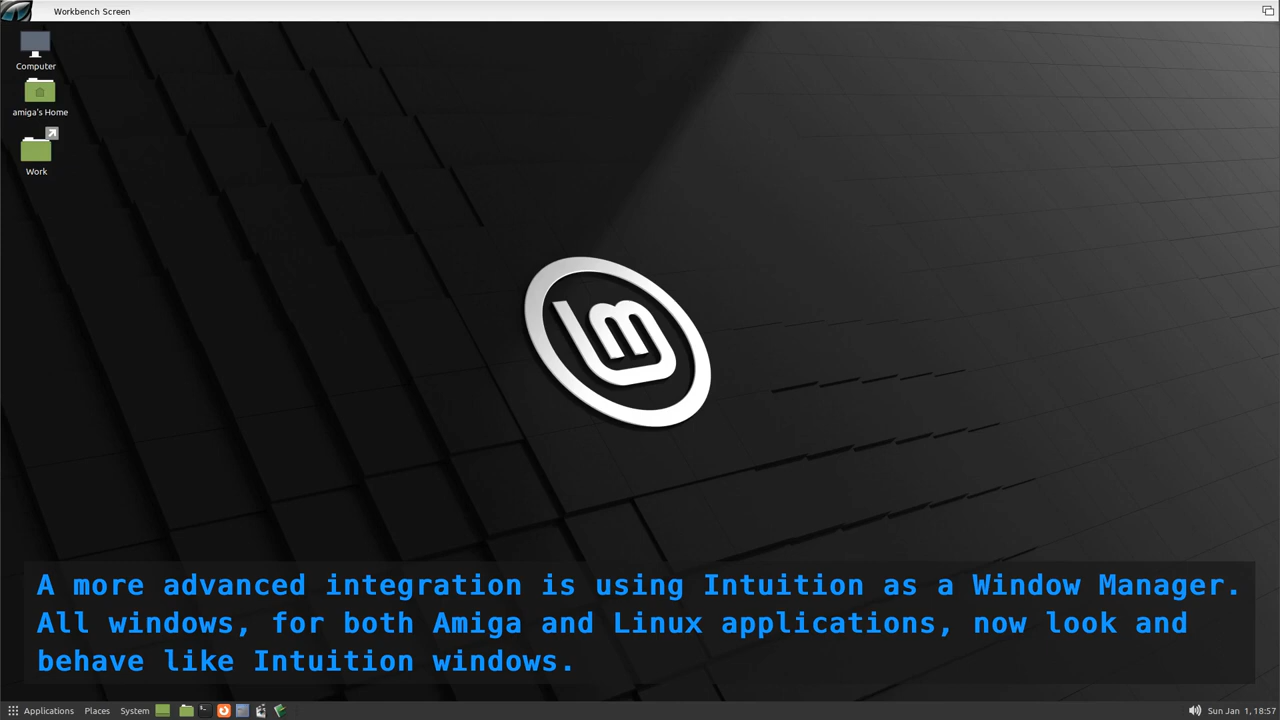 Workbench Screen
Computer
amiga's Home
Work
lm
A more advanced integration is using Intuition as a Window Manager.
All windows, for both Amiga and Linux applications, now look and
behave like Intuition windows.
Applications Places System
Sun Jan 1, 18:57